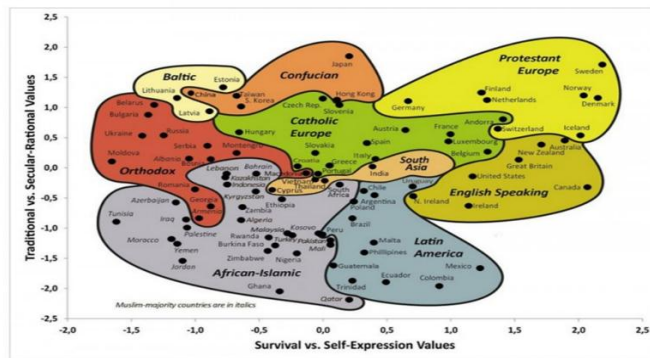 2,0
Protestant
Europe
Confucian
Japan
Sweden
1,5
Baltic
Estonia
Finland
Norway
Lithuania
China
Taiwan
Hong Kong
Netherlands
Denmark
Belarus
S. Korea
Czech Rep.
Germany
1,0
Bulgaria
Latvia
Slovenia
Catholic
Europe
Andorra
Switzerland
Iceland
Ukraine
Russia
Hungary
Austria
France
Australia
0,5
Serbia
Montengro
Slovakia
Spain
Luxembourg
New Zealand
Moldova
Albania
Bosnia
Croatia
Greece
Italy
Belgium
Great Britain
Lebanon
Bahrain
Macedonia
Portugal
South
Asia
India
0,0
Orthodox
Kazakhstan
Vietnam
Thailand
United States
Romania
Indonesia
Cyprus
South
Africa
Chile
Uruguay
English Speaking
Canada
Georgia
Kyrgyzstan
Ethiopia
Argentina
N. Ireland
Ireland
-0,5
Azerbaijan
Armenia
Zambia
Poland
Tunisia
Iraq
Algeria
Brazil
Palestine
Malaysia
Kosovo
Peru
Latin
America
-1,0
Morocco
Rwanda
Turkey
Pakistan
Malta
Yemen
Burkina Faso
Mali
Phillipines
Jordan
Zimbabwe
Nigeria
Guatemala
Mexico
-1,5
African-Islamic
Trinidad
Ecuador
Colombia
Ghana
-2,0
Qatar
Muslim-majority countries are in italics
-2,5
-2,0
-1,5
-1,0
-0,5
0,0
0,5
1,0
1,5
2,0
2,5
Survival vs. Self-Expression Values
Traditional vs. Secular-Rational Values